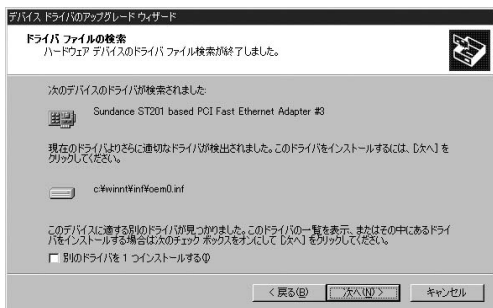 デバイス ドライバのアップグレード ウィザード
ドライバ ファイルの検索
ハードウェア デバイスのドライバ ファイル検索が終了しました。
次のデバイスのドライバが検索されました:
Sundance ST201 based PCI Fast Ethernet Adapter #3
現在のドライバよりさらに適切なドライバが検出されました。このドライバをインストールするには、[次へ] を
クリックしてください。
c:¥winnt¥inf¥oem0.inf
このデバイスに適する別のドライバが見つかりました。このドライバの一覧を表示、またはその中にあるドライ
バをインストールする場合は次のチェック ボックスをオンにして [次へ] をクリックしてください。
別のドライバを 1 つインストールする(I)
< 戻る(B)
次へ(N) >
キャンセル